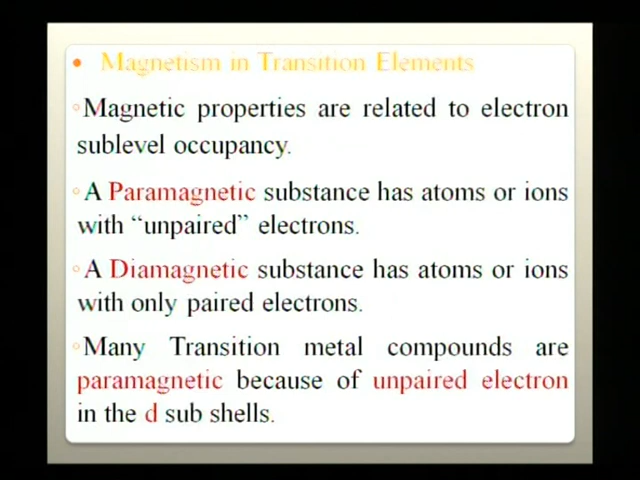 • Magnetism in Transition Elements
◦Magnetic properties are related to electron
sublevel occupancy.
◦A Paramagnetic substance has atoms or ions
with “unpaired” electrons.
◦A Diamagnetic substance has atoms or ions
with only paired electrons.
◦Many Transition metal compounds are
paramagnetic because of unpaired electron
in the d sub shells.